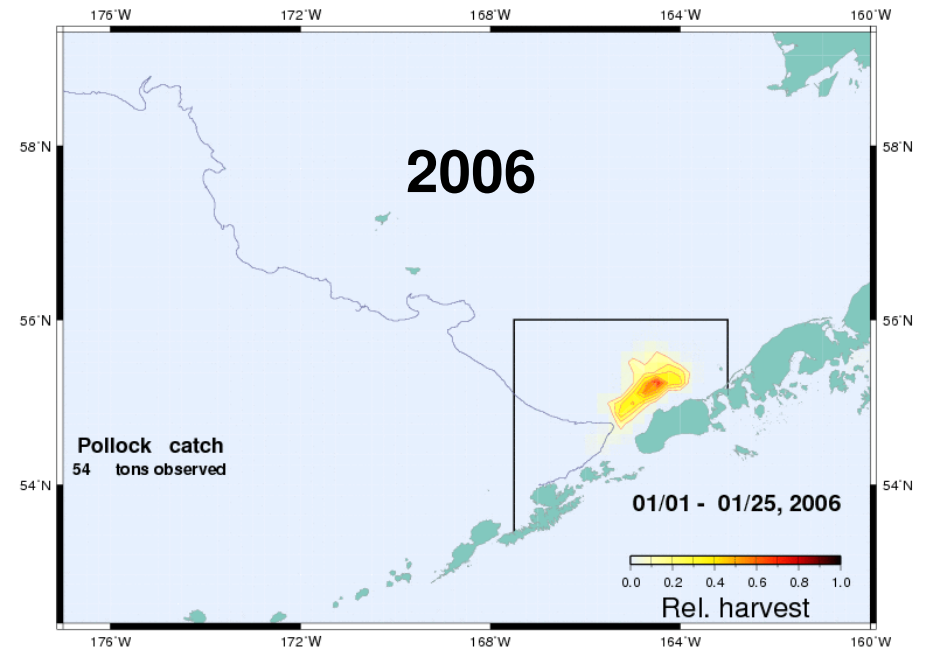 176°W 172°W 168°W 164°W 160°W
58°N 58°N
2006
56°N 56°N
Pollock catch
54 tons observed
54°N 54°N
01/01 - 01/25, 2006
0.0 0.2 0.4 0.6 0.8 1.0
Rel. harvest
176°W 172°W 168°W 164°W 160°W